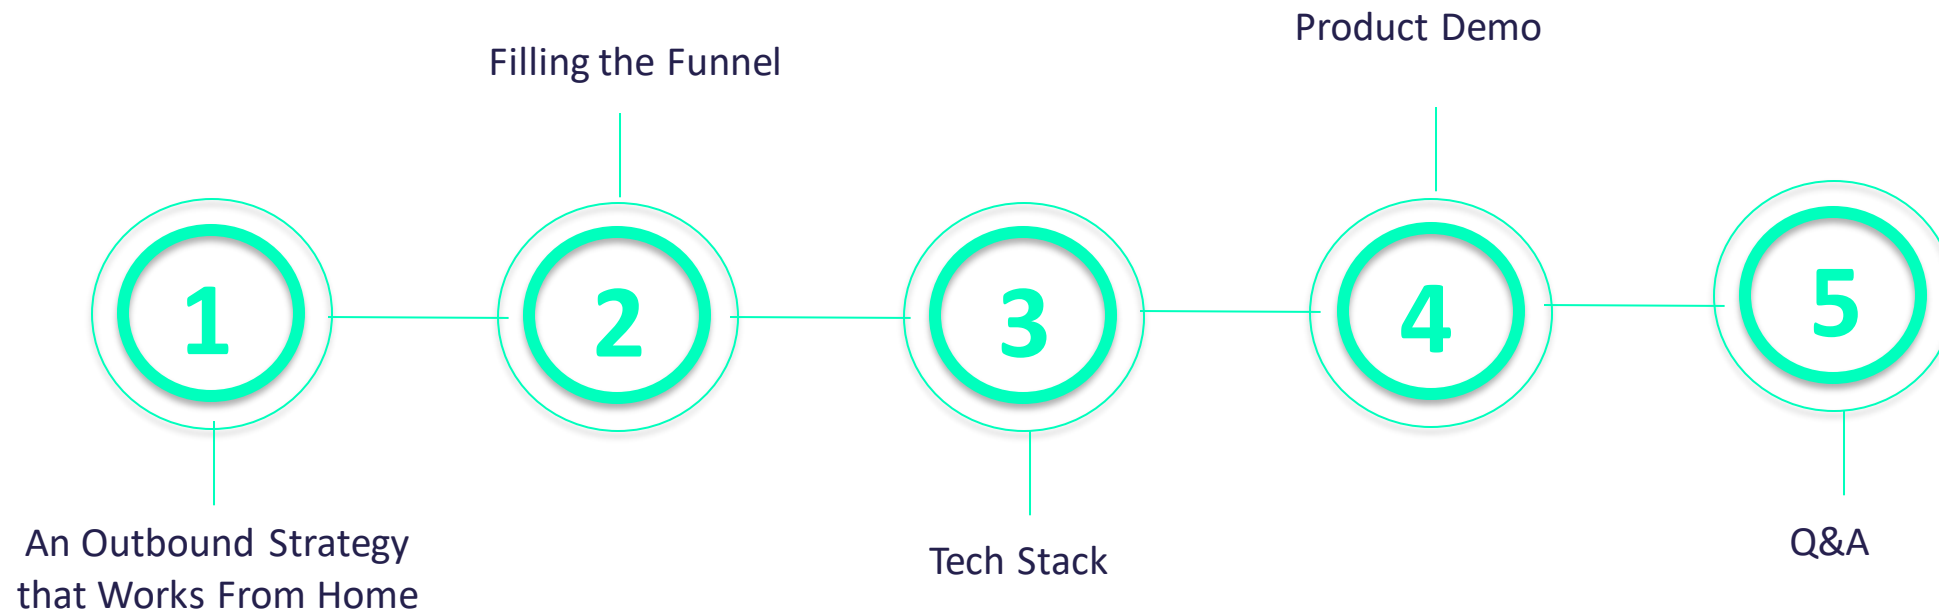 Product Demo
Filling the Funnel
1
2
3
4
5
An Outbound Strategy
that Works From Home
Tech Stack
Q&A